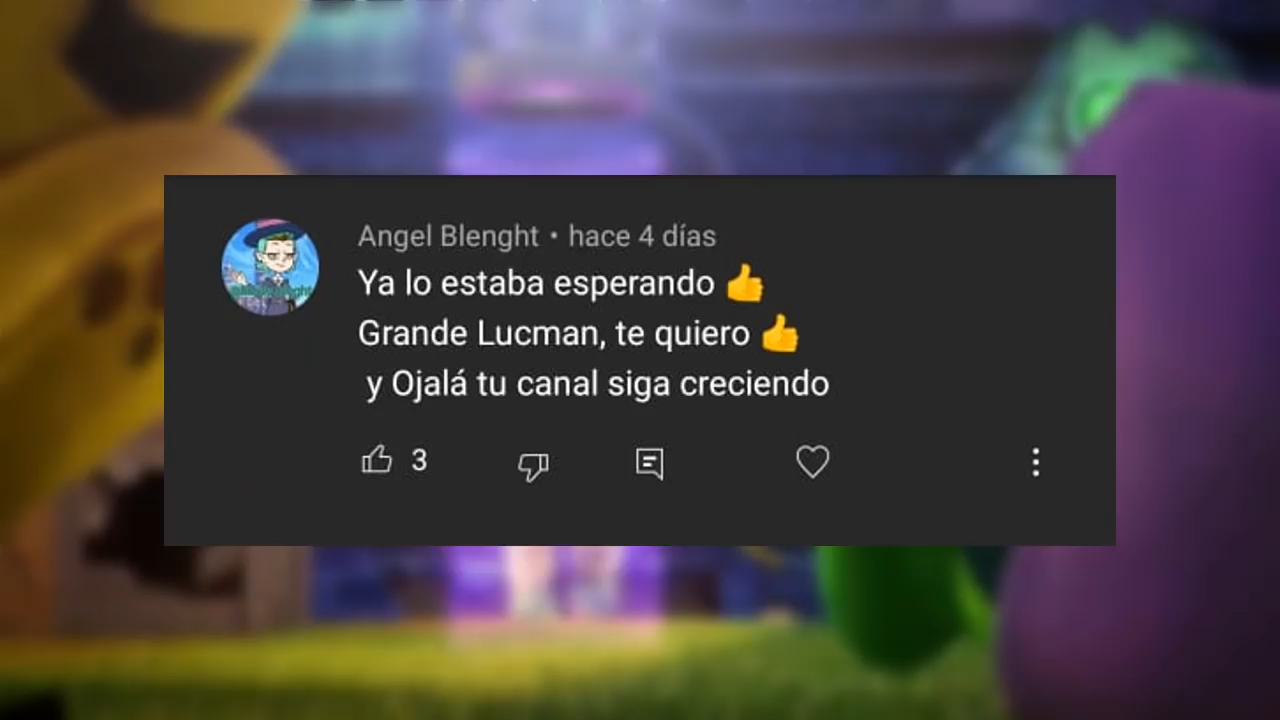 Angel Blenght • hace 4 días
Ya lo estaba esperando 👍
Grande Lucman, te quiero 👍
y Ojalá tu canal siga creciendo
3